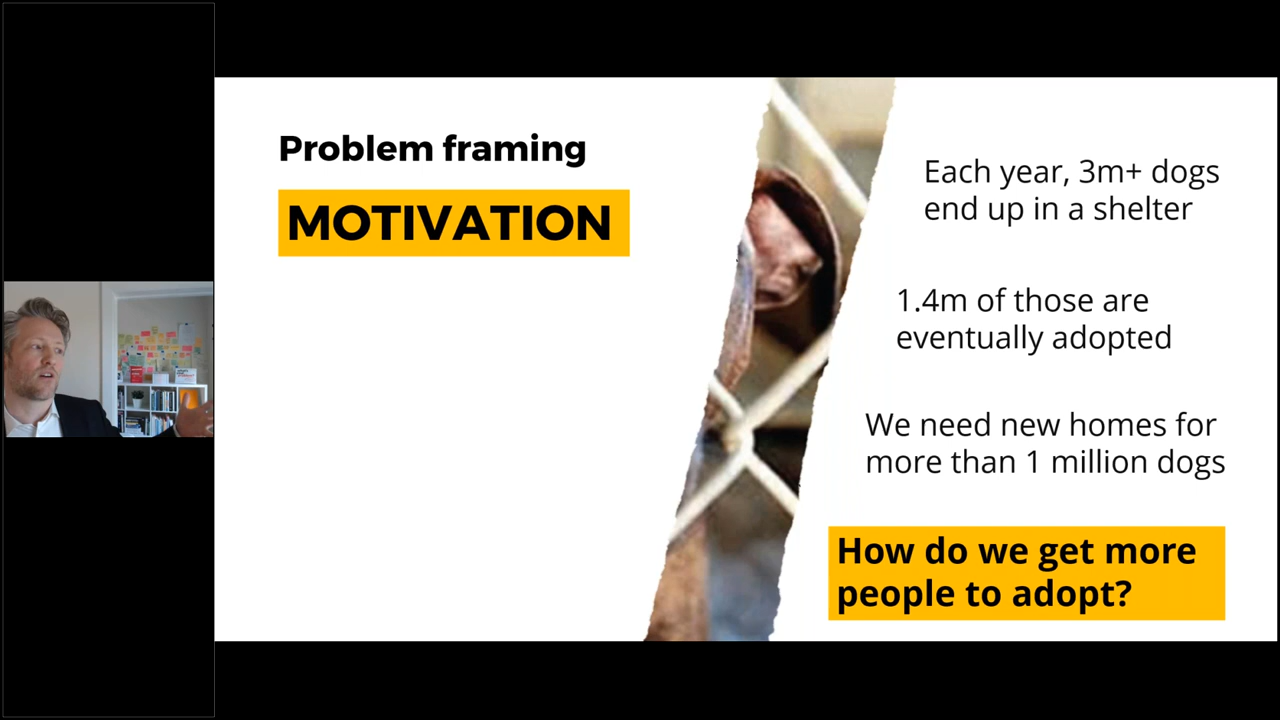 Problem framing
MOTIVATION
Each year, 3m+ dogs
end up in a shelter
1.4m of those are
eventually adopted
We need new homes for
more than 1 million dogs
How do we get more
people to adopt?